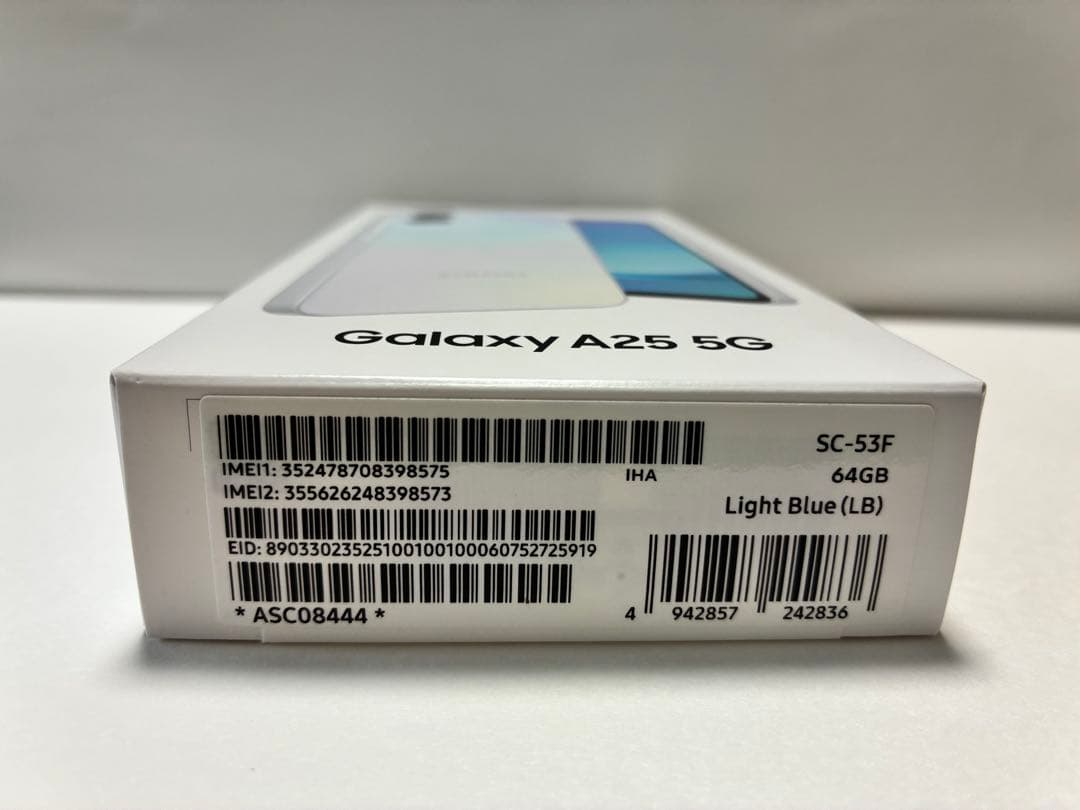 Galaxy A25 5G
IMEI1: 352478708398575
IHA
IMEI2: 355626248398573
EID: 89033023525100100100060752725919
* ASC08444 *
SC-53F
64GB
Light Blue (LB)
4 942857 242836